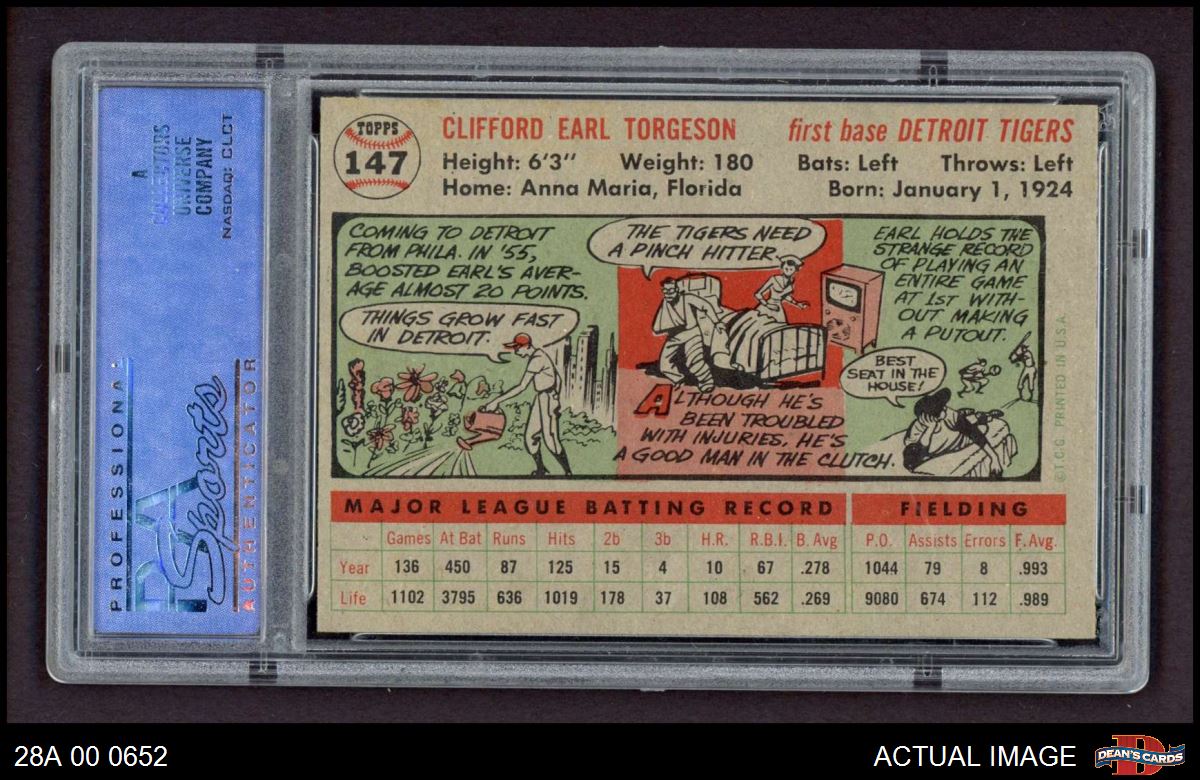 A
COLLECTORS
UNIVERSE
COMPANY
NASDAQ: CLCT
PROFESSIONAL
PSA
Sports
AUTHENTICATOR
TOPPS
147
CLIFFORD EARL TORGESON
first base DETROIT TIGERS
Height: 6'3" Weight: 180 Bats: Left Throws: Left
Home: Anna Maria, Florida Born: January 1, 1924
COMING TO DETROIT
FROM PHILA. IN '55,
BOOSTED EARL'S AVER-
AGE ALMOST 20 POINTS.
THINGS GROW FAST
IN DETROIT.
THE TIGERS NEED
A PINCH HITTER.
ALTHOUGH HE'S
BEEN TROUBLED
WITH INJURIES, HE'S
A GOOD MAN IN THE CLUTCH.
EARL HOLDS THE
STRANGE RECORD
OF PLAYING AN
ENTIRE GAME
AT 1ST WITH-
OUT MAKING
A PUTOUT.
BEST
SEAT IN THE
HOUSE!
©T.C.G. PRINTED IN U.S.A.
MAJOR LEAGUE BATTING RECORD FIELDING
Games At Bat Runs Hits 2b 3b H.R. R.B.I. B. Avg P.O. Assists Errors F. Avg.
Year 136 450 87 125 15 4 10 67 .278 1044 79 8 .993
Life 1102 3795 636 1019 178 37 108 562 .269 9080 674 112 .989
28A 00 0652
ACTUAL IMAGE
DEAN'S CARDS